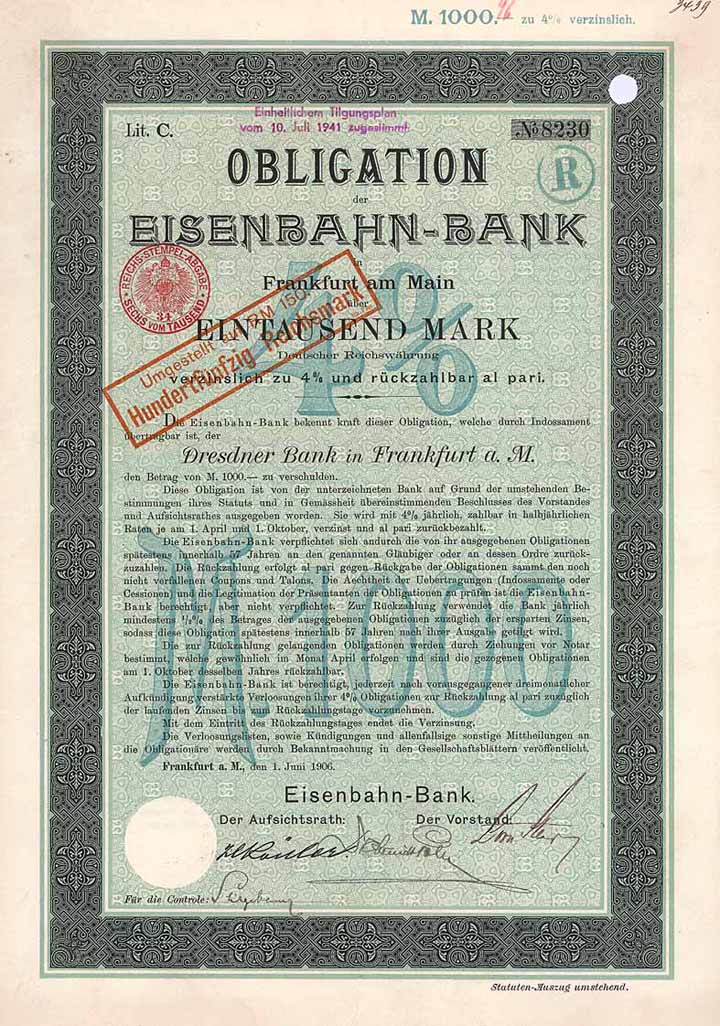 M. 1000.— zu 4% verzinslich.
3439
Einheitlichem Tilgungsplan
vom 10. Juli 1941 zugestimmt.
Lit. C.
№ 8230
R
OBLIGATION
der
EISENBAHN-BANK
in
Frankfurt am Main
über
EINTAUSEND MARK
Deutscher Reichswährung
verzinslich zu 4% und rückzahlbar al pari.
4%
REICHS-STEMPEL-ABGABE
34
SECHS VOM TAUSEND
Umgestellt auf RM 150.
Hundertfünfzig Reichsmark
Die Eisenbahn-Bank bekennt kraft dieser Obligation, welche durch Indossament
übertragbar ist, der
Dresdner Bank in Frankfurt a. M.
den Betrag von M. 1000.— zu verschulden.
Diese Obligation ist von der unterzeichneten Bank auf Grund der umstehenden Be-
stimmungen ihres Statuts und in Gemässheit übereinstimmenden Beschlusses des Vorstandes
und Aufsichtsrathes ausgegeben worden. Sie wird mit 4% jährlich, zahlbar in halbjährlichen
Raten je am 1. April und 1. Oktober, verzinst und al pari zurückbezahlt.
Die Eisenbahn-Bank verpflichtet sich andurch die von ihr ausgegebenen Obligationen
spätestens innerhalb 57 Jahren an den genannten Gläubiger oder an dessen Ordre zurück-
zuzahlen. Die Rückzahlung erfolgt al pari gegen Rückgabe der Obligationen sammt den noch
nicht verfallenen Coupons und Talons. Die Aechtheit der Uebertragungen (Indossamente oder
Cessionen) und die Legitimation der Präsentanten der Obligationen zu prüfen ist die Eisenbahn-
Bank berechtigt, aber nicht verpflichtet. Zur Rückzahlung verwendet die Bank jährlich
mindestens ½% des Betrages der ausgegebenen Obligationen zuzüglich der ersparten Zinsen,
sodass diese Obligation spätestens innerhalb 57 Jahren nach ihrer Ausgabe getilgt wird.
Die zur Rückzahlung gelangenden Obligationen werden durch Ziehungen vor Notar
bestimmt, welche gewöhnlich im Monat April erfolgen und sind die gezogenen Obligationen
am 1. Oktober desselben Jahres rückzahlbar.
Die Eisenbahn-Bank ist berechtigt, jederzeit nach vorausgegangener dreimonatlicher
Aufkündigung verstärkte Verloosungen ihrer 4% Obligationen zur Rückzahlung al pari zuzüglich
der laufenden Zinsen bis zum Rückzahlungstage vorzunehmen.
Mit dem Eintritt des Rückzahlungstages endet die Verzinsung.
Die Verloosungslisten, sowie Kündigungen und allenfallsige sonstige Mittheilungen an
die Obligationäre werden durch Bekanntmachung in den Gesellschaftsblättern veröffentlicht.
M 1000
Frankfurt a. M., den 1. Juni 1906.
Eisenbahn-Bank.
Der Aufsichtsrath:
Der Vorstand:
Für die Controle:
Statuten-Auszug umstehend.